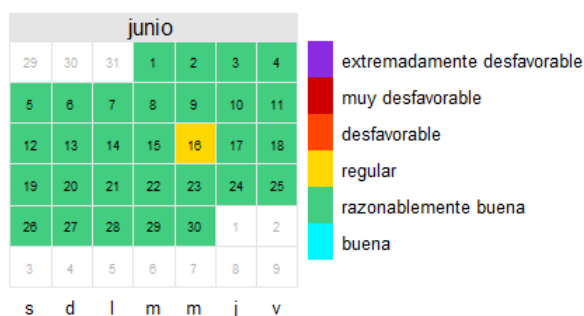 junio
29 30 31 1 2 3 4
5 6 7 8 9 10 11
12 13 14 15 16 17 18
19 20 21 22 23 24 25
26 27 28 29 30 1 2
3 4 5 6 7 8 9
s d l m m j v
extremadamente desfavorable
muy desfavorable
desfavorable
regular
razonablemente buena
buena